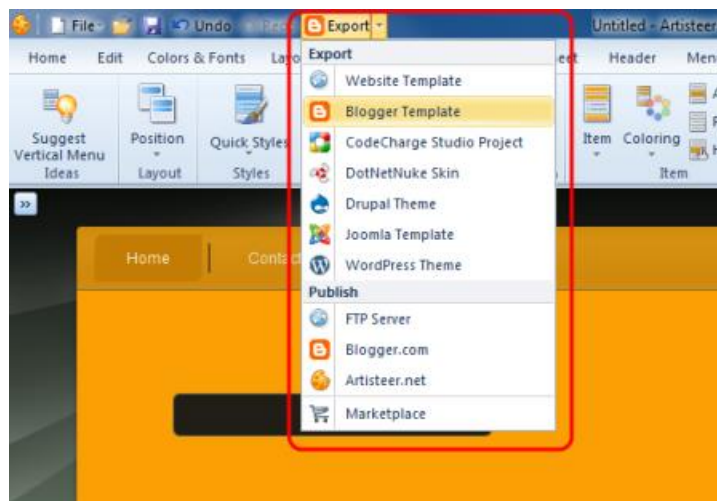 File Undo Export Untitled - Artisteer
Home Edit Colors & Fonts Header
Export
Website Template
Blogger Template
CodeCharge Studio Project
DotNetNuke Skin
Drupal Theme
Joomla Template
WordPress Theme
Publish
FTP Server
Blogger.com
Artisteer.net
Marketplace
Suggest
Vertical Menu
Ideas
Position
Layout
Quick Styles
Styles
Item Coloring
Item
Home